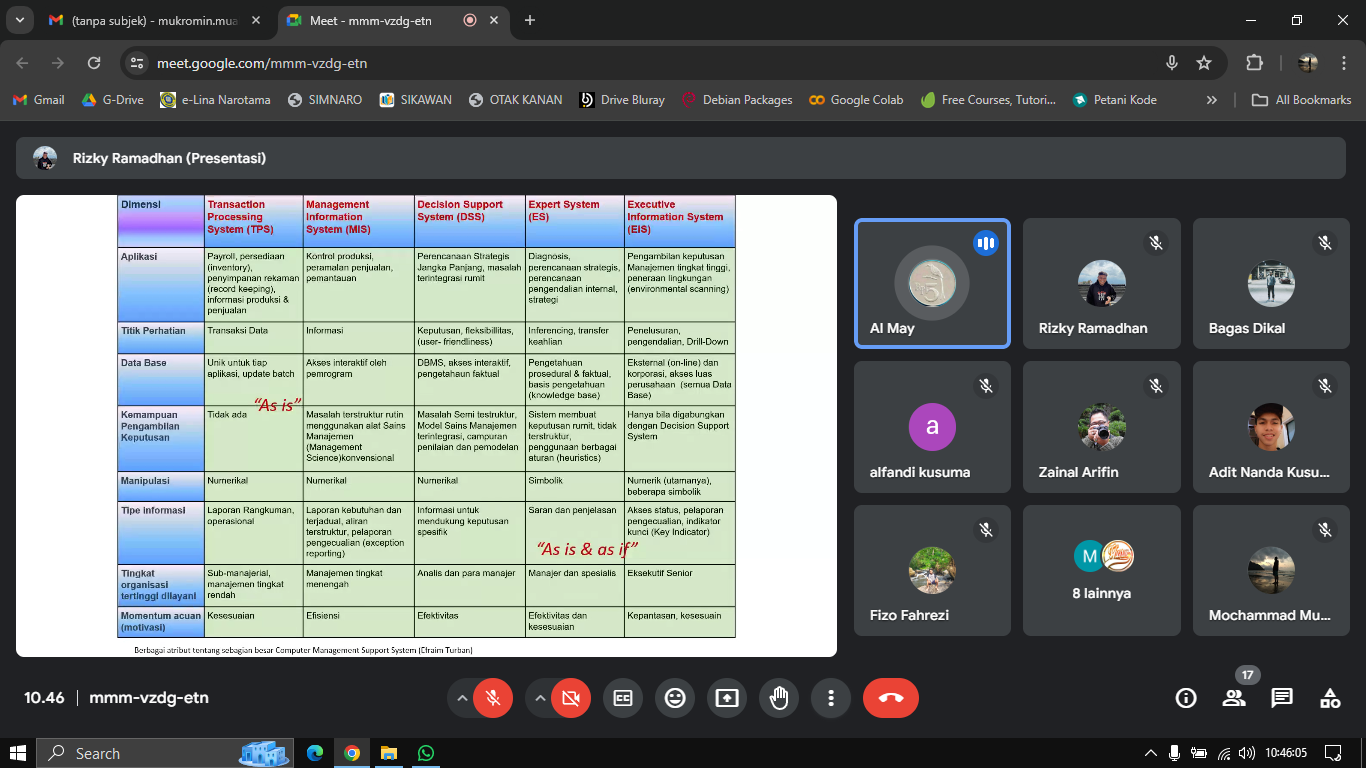 (tanpa subjek) - mukromin.mua
Meet - mmm-vzdg-etn
meet.google.com/mmm-vzdg-etn
Gmail
G-Drive
e-Lina Narotama
SIMNARO
SIKAWAN
OTAK KANAN
Drive Bluray
Debian Packages
Google Colab
Free Courses, Tutori...
Petani Kode
All Bookmarks
Rizky Ramadhan (Presentasi)
Dimensi
Transaction
Processing
System (TPS)
Management
Information
System (MIS)
Decision Support
System (DSS)
Expert System
(ES)
Executive
Information System
(EIS)
Aplikasi
Payroll, persediaan
(inventory),
penyimpanan rekaman
(record keeping),
informasi produksi &
penjualan
Kontrol produksi,
peramalan penjualan,
pemantauan
Perencanaan Strategis
Jangka Panjang, masalah
terintegrasi rumit
Diagnosis,
perencanaan strategis,
perencanaan
pengendalian internal,
strategi
Pengambilan keputusan
Manajemen tingkat tinggi,
peneraan lingkungan
(environmental scanning)
Titik Perhatian
Transaksi Data
Informasi
Keputusan, fleksibillitas,
(user- friendliness)
Inferencing, transfer
keahlian
Penelusuran,
pengendalian, Drill-Down
Data Base
Unik untuk tiap
aplikasi, update batch
Akses interaktif oleh
pemrogram
DBMS, akses interaktif,
pengetahaun faktual
Pengetahuan
prosedural & faktual,
basis pengetahuan
(knowledge base)
Eksternal (on-line) dan
korporasi, akses luas
perusahaan (semua Data
Base)
"As is"
Kemampuan
Pengambilan
Keputusan
Tidak ada
Masalah terstruktur rutin
menggunakan alat Sains
Manajemen
(Management
Science)konvensional
Masalah Semi testruktur,
Model Sains Manajemen
terintegrasi, campuran
penilaian dan pemodelan
Sistem membuat
keputusan rumit, tidak
terstruktur,
penggunaan berbagai
aturan (heuristics)
Hanya bila digabungkan
dengan Decision Support
System
Manipulasi
Numerikal
Numerikal
Numerikal
Simbolik
Numerik (utamanya),
beberapa simbolik
Tipe informasi
Laporan Rangkuman,
operasional
Laporan kebutuhan dan
terjadual, aliran
terstruktur, pelaporan
pengecualian (exception
reporting)
Informasi untuk
mendukung keputusan
spesifik
Saran dan penjelasan
Akses status, pelaporan
pengecualian, indikator
kunci (Key Indicator)
"As is & as if"
Tingkat
organisasi
tertinggi dilayani
Sub-manajerial,
manajemen tingkat
rendah
Manajemen tingkat
menengah
Analis dan para manajer
Manajer dan spesialis
Eksekutif Senior
Momentum acuan
(motivasi)
Kesesuaian
Efisiensi
Efektivitas
Efektivitas dan
kesesuaian
Kepantasan, kesesuain
Berbagai atribut tentang sebagian besar Computer Management Support System (Efraim Turban)
Al May
Rizky Ramadhan
Bagas Dikal
a
alfandi kusuma
Zainal Arifin
Adit Nanda Kusu...
Fizo Fahrezi
M
8 lainnya
Mochammad Mu...
10.46
mmm-vzdg-etn
17
Search
10:46:05